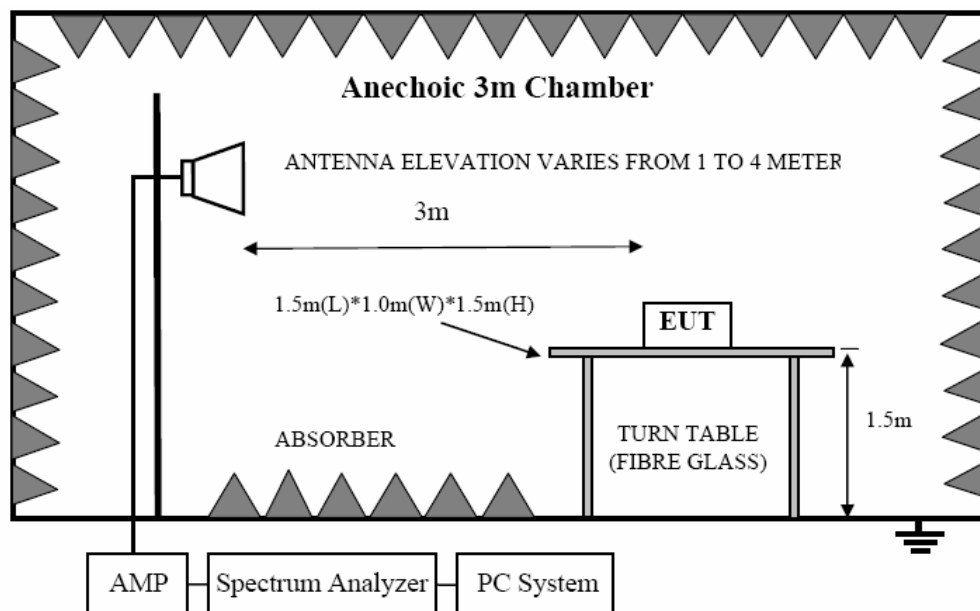 Anechoic 3m Chamber
ANTENNA ELEVATION VARIES FROM 1 TO 4 METER
3m
1.5m(L)*1.0m(W)*1.5m(H)
EUT
1.5m
ABSORBER
TURN TABLE
(FIBRE GLASS)
AMP
Spectrum Analyzer
PC System